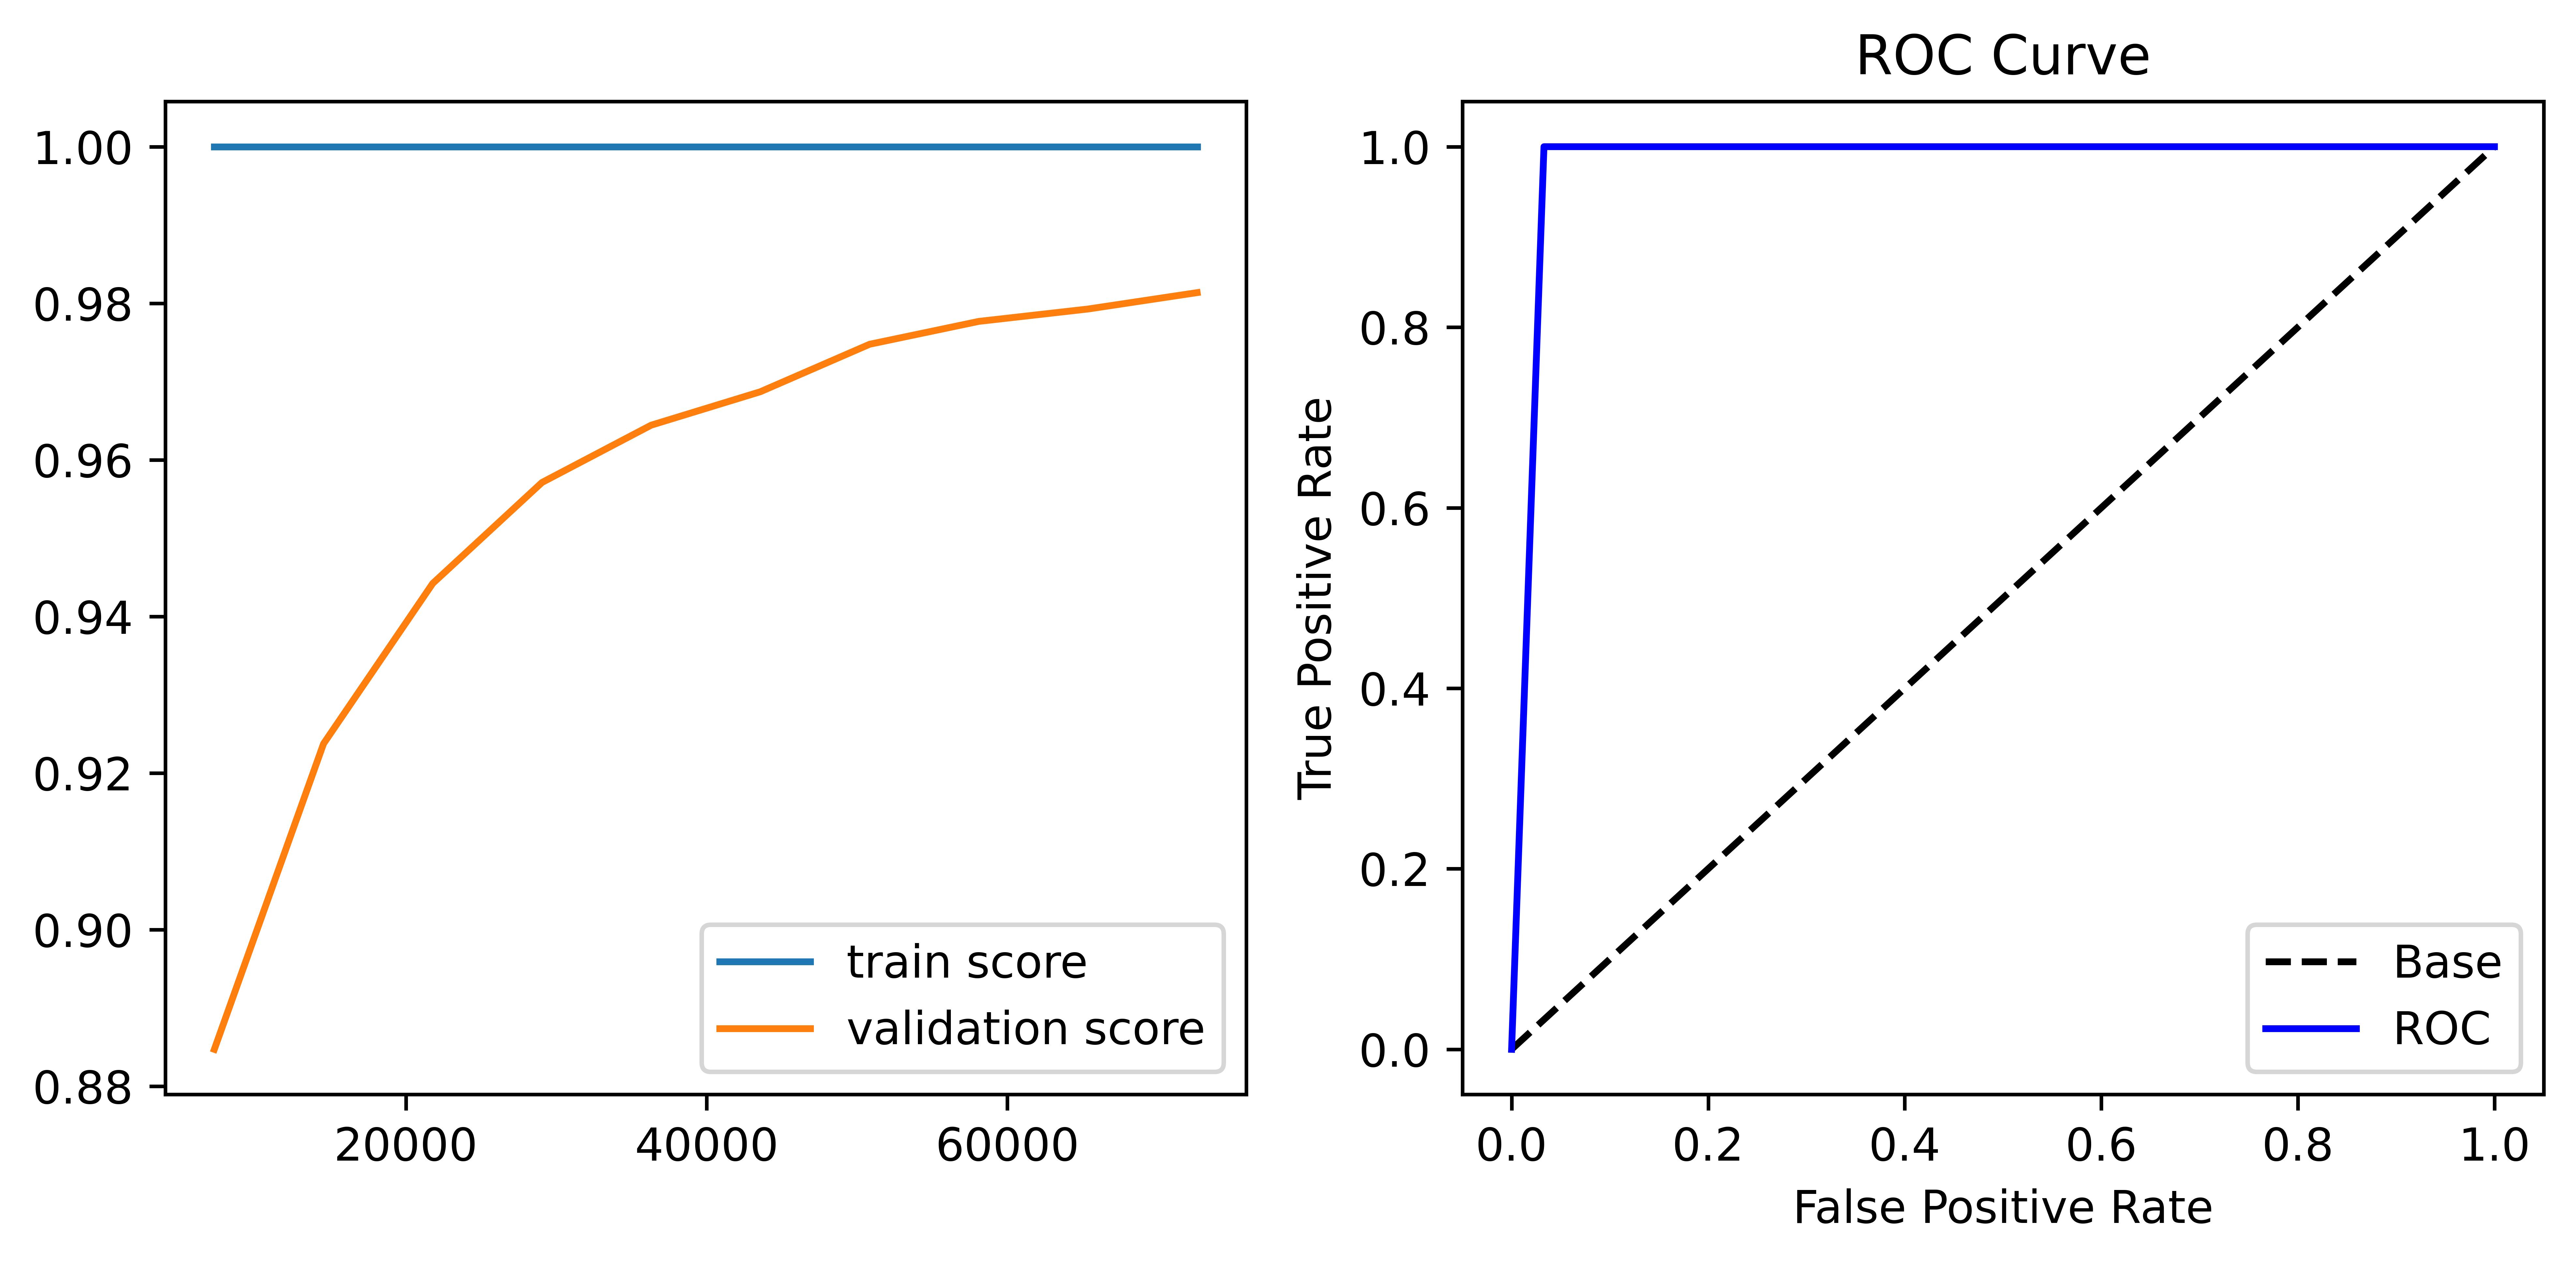 1.00
0.98
0.96
0.94
0.92
0.90
0.88
20000 40000 60000
train score
validation score
ROC Curve
True Positive Rate
1.0
0.8
0.6
0.4
0.2
0.0
0.0 0.2 0.4 0.6 0.8 1.0
False Positive Rate
Base
ROC